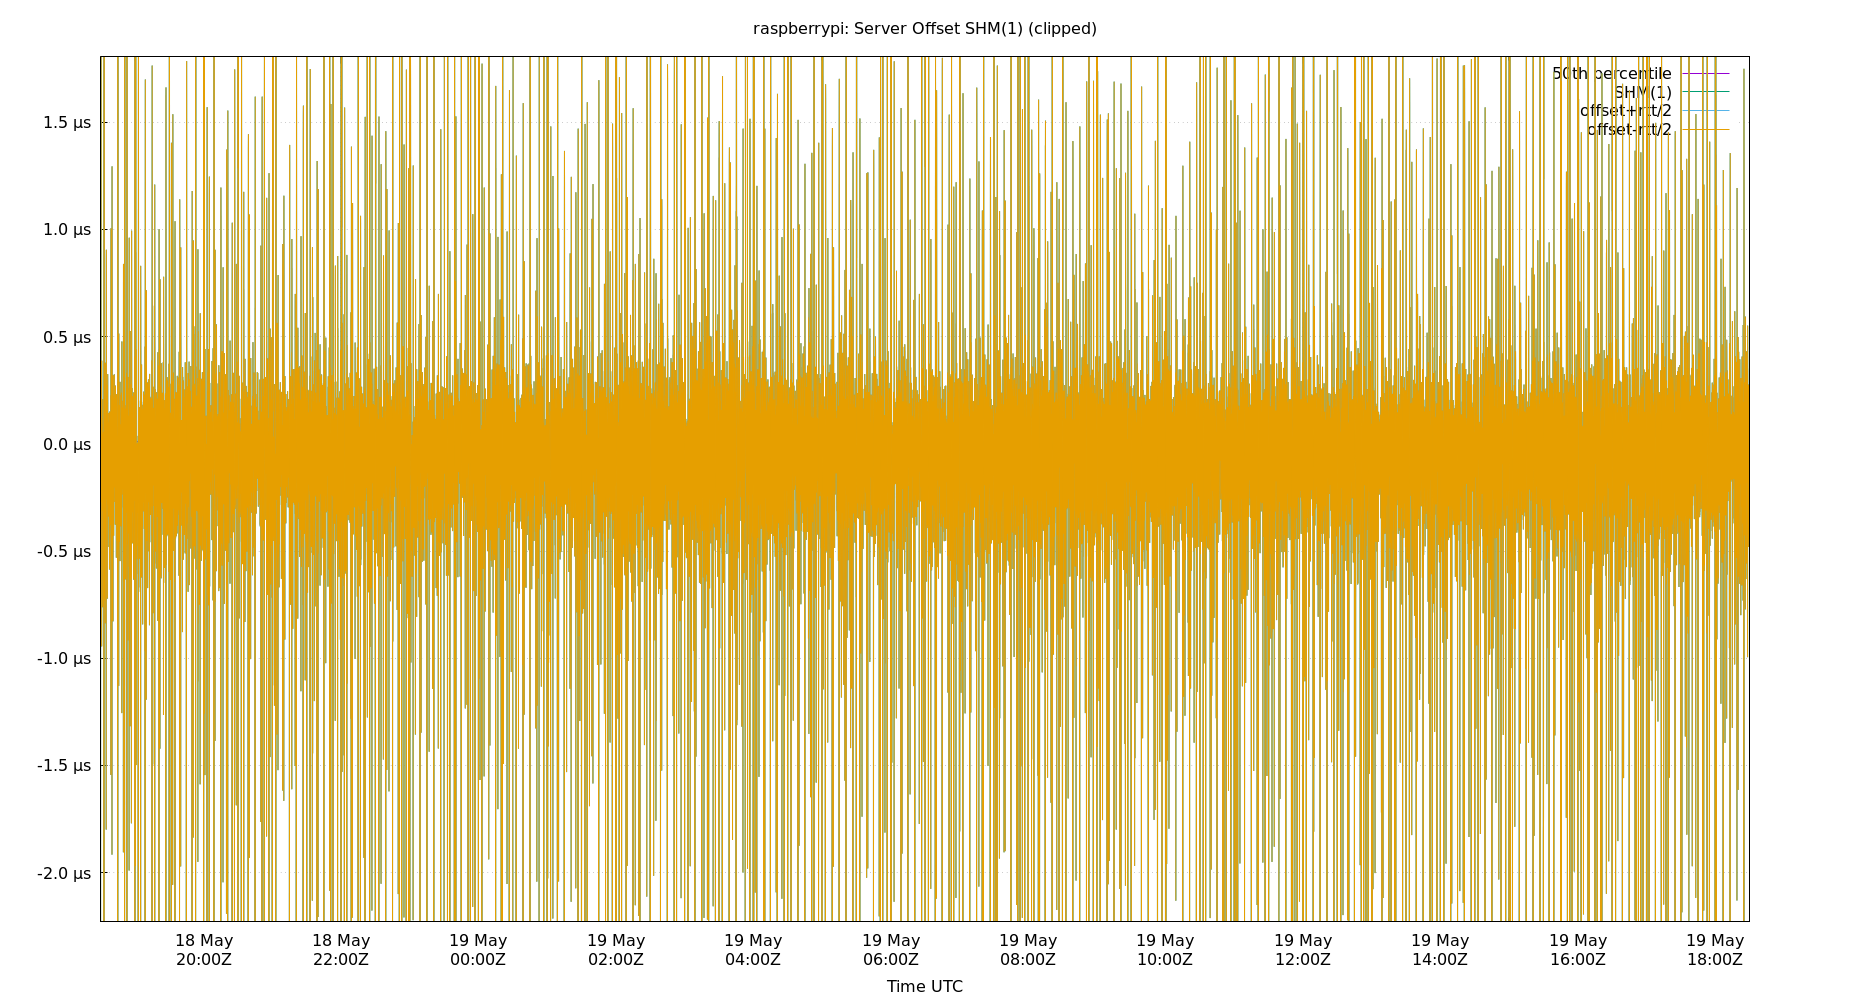 raspberrypi: Server Offset SHM(1) (clipped)
50th percentile
SHM(1)
offset+rtt/2
offset-rtt/2
1.5 µs
1.0 µs
0.5 µs
0.0 µs
-0.5 µs
-1.0 µs
-1.5 µs
-2.0 µs
18 May 18 May 19 May 19 May 19 May 19 May 19 May 19 May 19 May 19 May 19 May 19 May
20:00Z 22:00Z 00:00Z 02:00Z 04:00Z 06:00Z 08:00Z 10:00Z 12:00Z 14:00Z 16:00Z 18:00Z
Time UTC